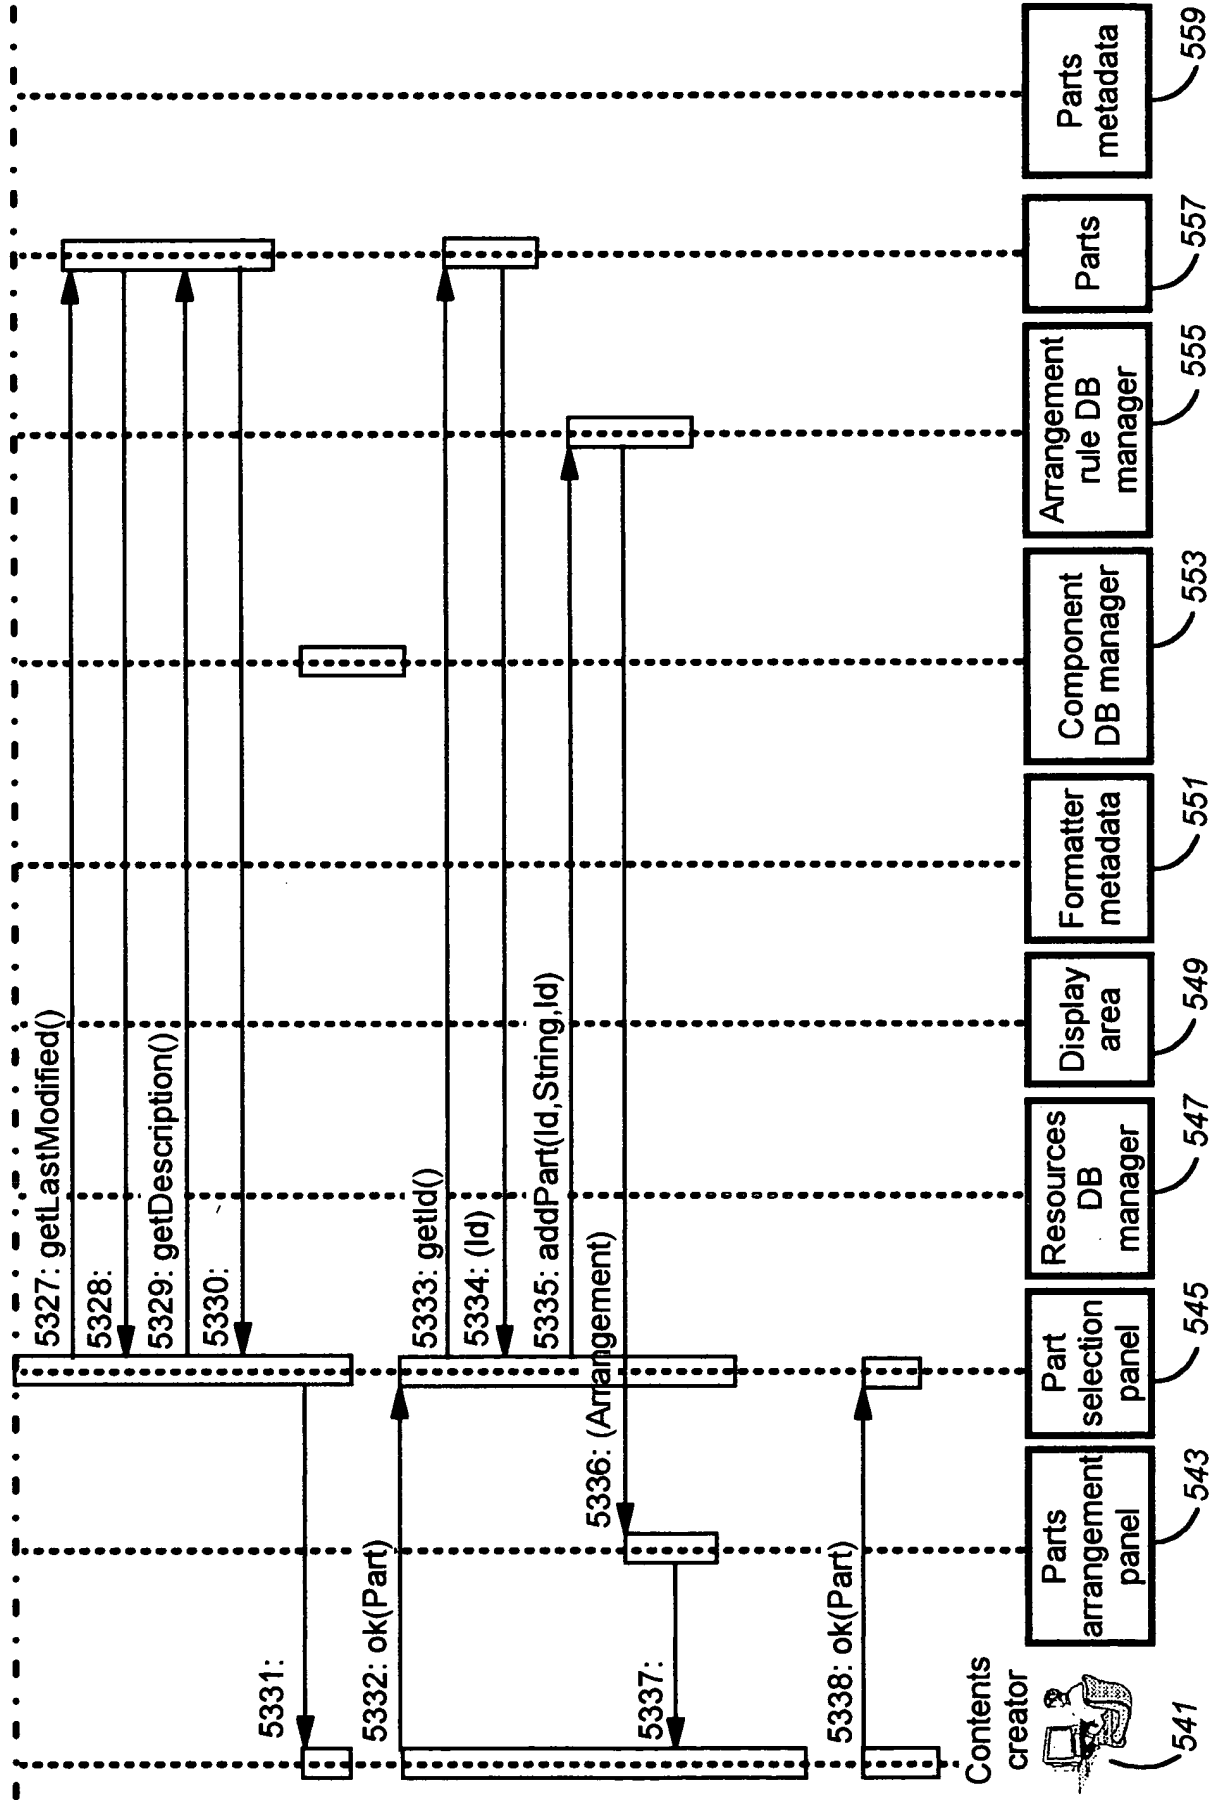 5327: getLastModified()
5328:
5329: getDescription()
5330:
5331:
5332: ok(Part)
5333: getId()
5334: (Id)
5335: addPart(Id,String,Id)
5336: (Arrangement)
5337:
5338: ok(Part)
Contents
creator
541
Parts
arrangement
panel
543
Part
selection
panel
545
Resources
DB
manager
547
Display
area
549
Formatter
metadata
551
Component
DB manager
553
Arrangement
rule DB
manager
555
Parts
557
Parts
metadata
559